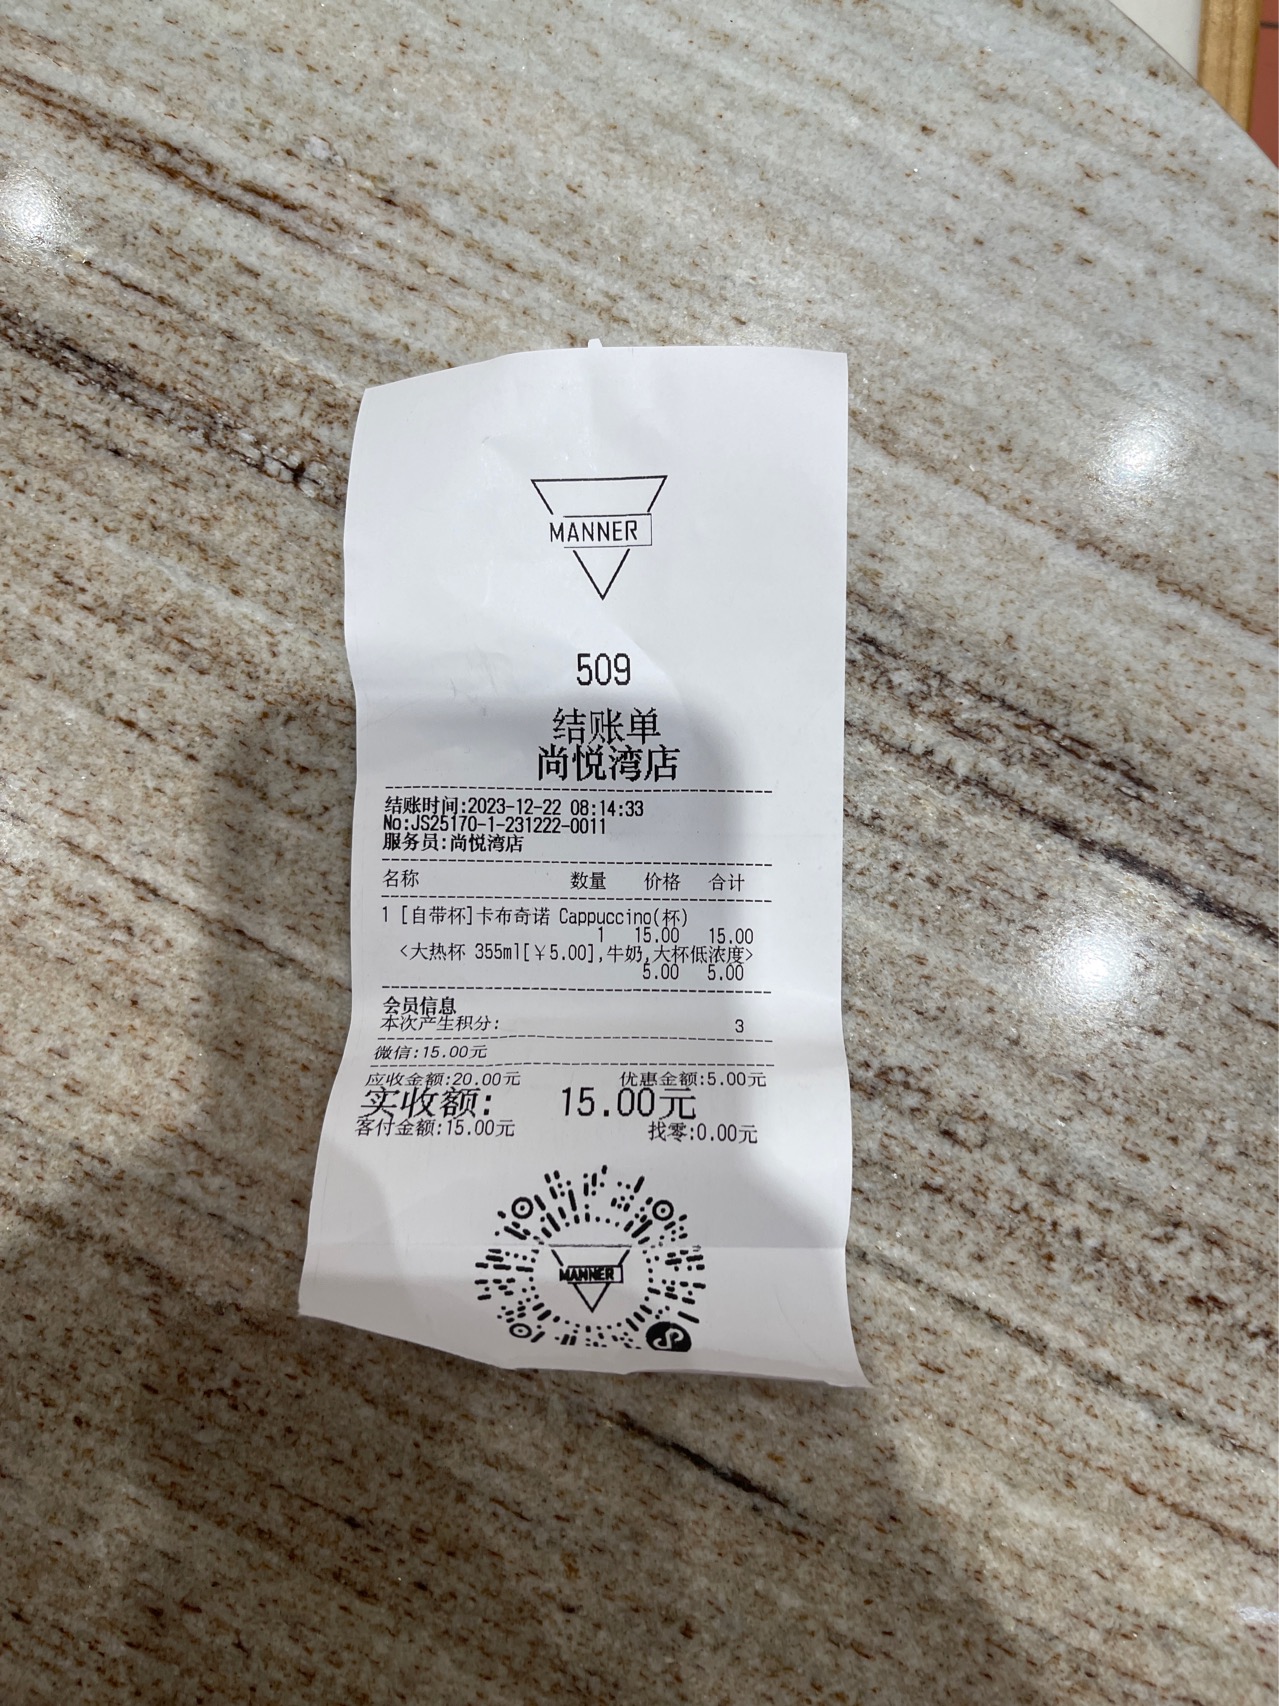 MANNER
509
结账单
尚悦湾店
结账时间:2023-12-22 08:14:33
No:JS25170-1-231222-0011
服务员:尚悦湾店
名称 数量 价格 合计
1 [自带杯]卡布奇诺 Cappuccino(杯)
1 15.00 15.00
<大热杯 355ml[￥5.00],牛奶,大杯低浓度>
5.00 5.00
会员信息
本次产生积分: 3
微信:15.00元
应收金额:20.00元 优惠金额:5.00元
实收额: 15.00元
客付金额:15.00元 找零:0.00元
MANNER